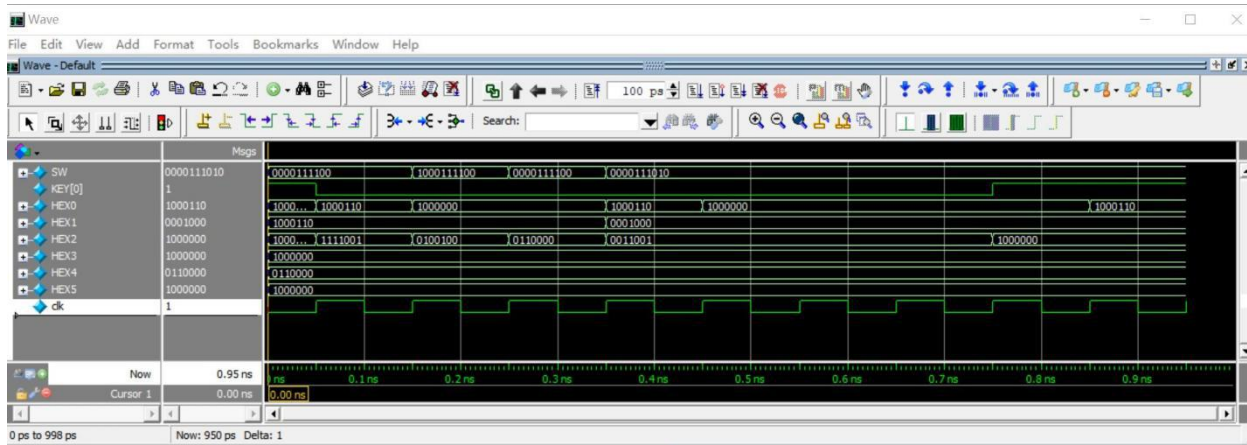 Wave
File Edit View Add Format Tools Bookmarks Window Help
Wave - Default
100 ps
Search:
Msgs
SW 0000111010 0000111100 1000111100 0000111100 0000111010
KEY[0] 1
HEX0 1000110 1000... 1000110 1000000 1000110 1000000 1000110
HEX1 0001000 1000110 0001000
HEX2 1000000 1000... 1111001 0100100 0110000 0011001 1000000
HEX3 1000000 1000000
HEX4 0110000 0110000
HEX5 1000000 1000000
clk 1
Now 0.95 ns ns 0.1 ns 0.2 ns 0.3 ns 0.4 ns 0.5 ns 0.6 ns 0.7 ns 0.8 ns 0.9 ns
Cursor 1 0.00 ns 0.00 ns
0 ps to 998 ps Now: 950 ps Delta: 1